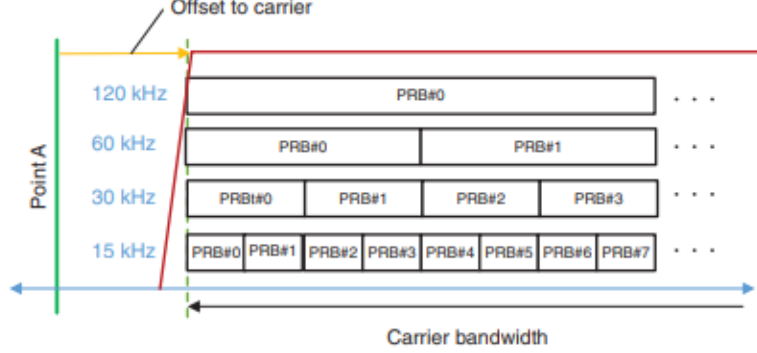 Offset to carrier
120 kHz PRB#0 . . .
60 kHz PRB#0 PRB#1 . . .
Point A
30 kHz PRBt#0 PRB#1 PRB#2 PRB#3 . . .
15 kHz PRB#0 PRB#1 PRB#2 PRB#3 PRB#4 PRB#5 PRB#6 PRB#7 . . .
Carrier bandwidth